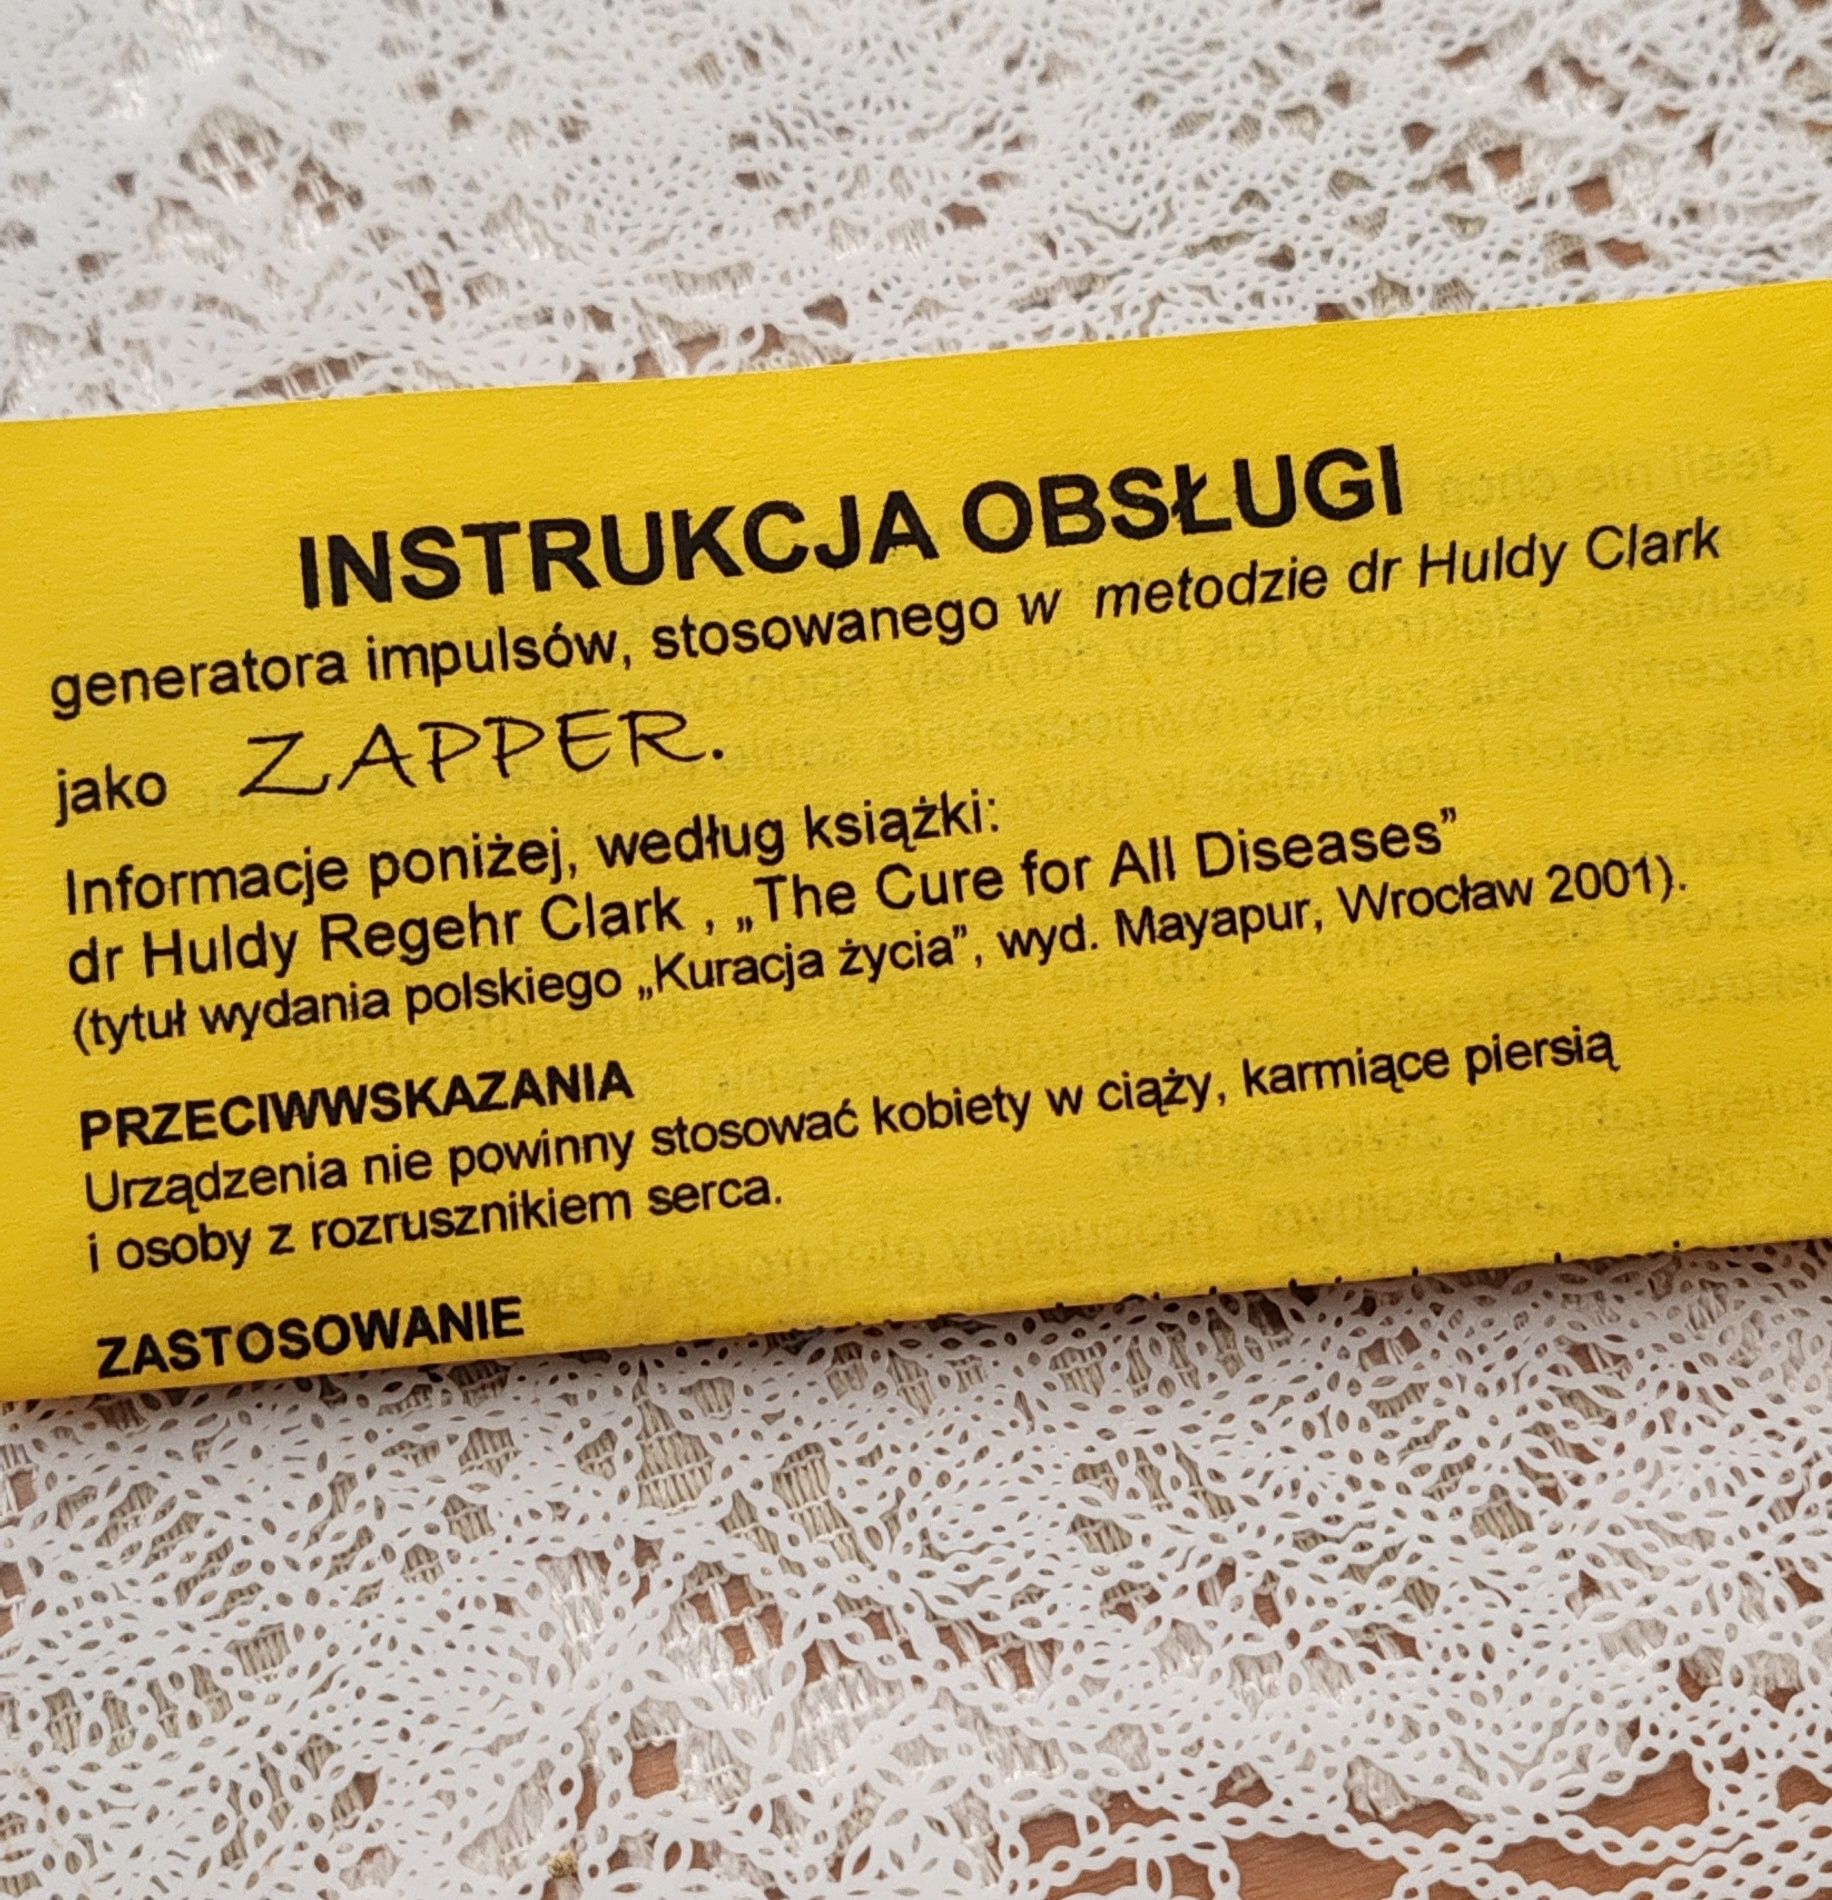 INSTRUKCJA OBSŁUGI
generatora impulsów, stosowanego w metodzie dr Huldy Clark
jako ZAPPER.
Informacje poniżej, według książki:
dr Huldy Regehr Clark , „The Cure for All Diseases”
(tytuł wydania polskiego „Kuracja życia”, wyd. Mayapur, Wrocław 2001).
PRZECIWWSKAZANIA
Urządzenia nie powinny stosować kobiety w ciąży, karmiące piersią
i osoby z rozrusznikiem serca.
ZASTOSOWANIE